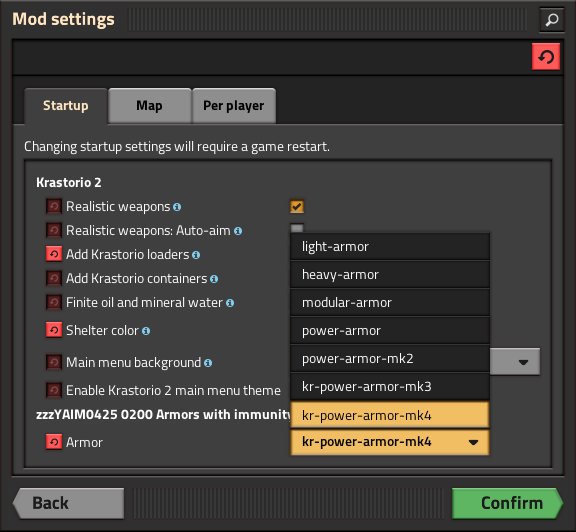 Mod settings
Startup
Map
Per player
Changing startup settings will require a game restart.
Krastorio 2
Realistic weapons
Realistic weapons: Auto-aim
Add Krastorio loaders
Add Krastorio containers
Finite oil and mineral water
Shelter color
Main menu background
Enable Krastorio 2 main menu theme
zzzYAIM0425 0200 Armors with immunity
Armor
light-armor
heavy-armor
modular-armor
power-armor
power-armor-mk2
kr-power-armor-mk3
kr-power-armor-mk4
kr-power-armor-mk4
Back
Confirm